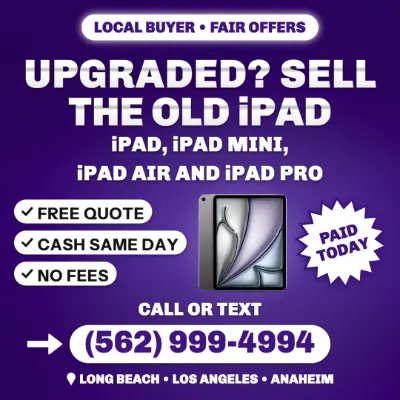 LOCAL BUYER • FAIR OFFERS
UPGRADED? SELL
THE OLD iPAD
iPAD, iPAD MINI,
iPAD AIR AND iPAD PRO
✓ FREE QUOTE
✓ CASH SAME DAY
✓ NO FEES
PAID
TODAY
CALL OR TEXT
(562) 999-4994
LONG BEACH • LOS ANGELES • ANAHEIM